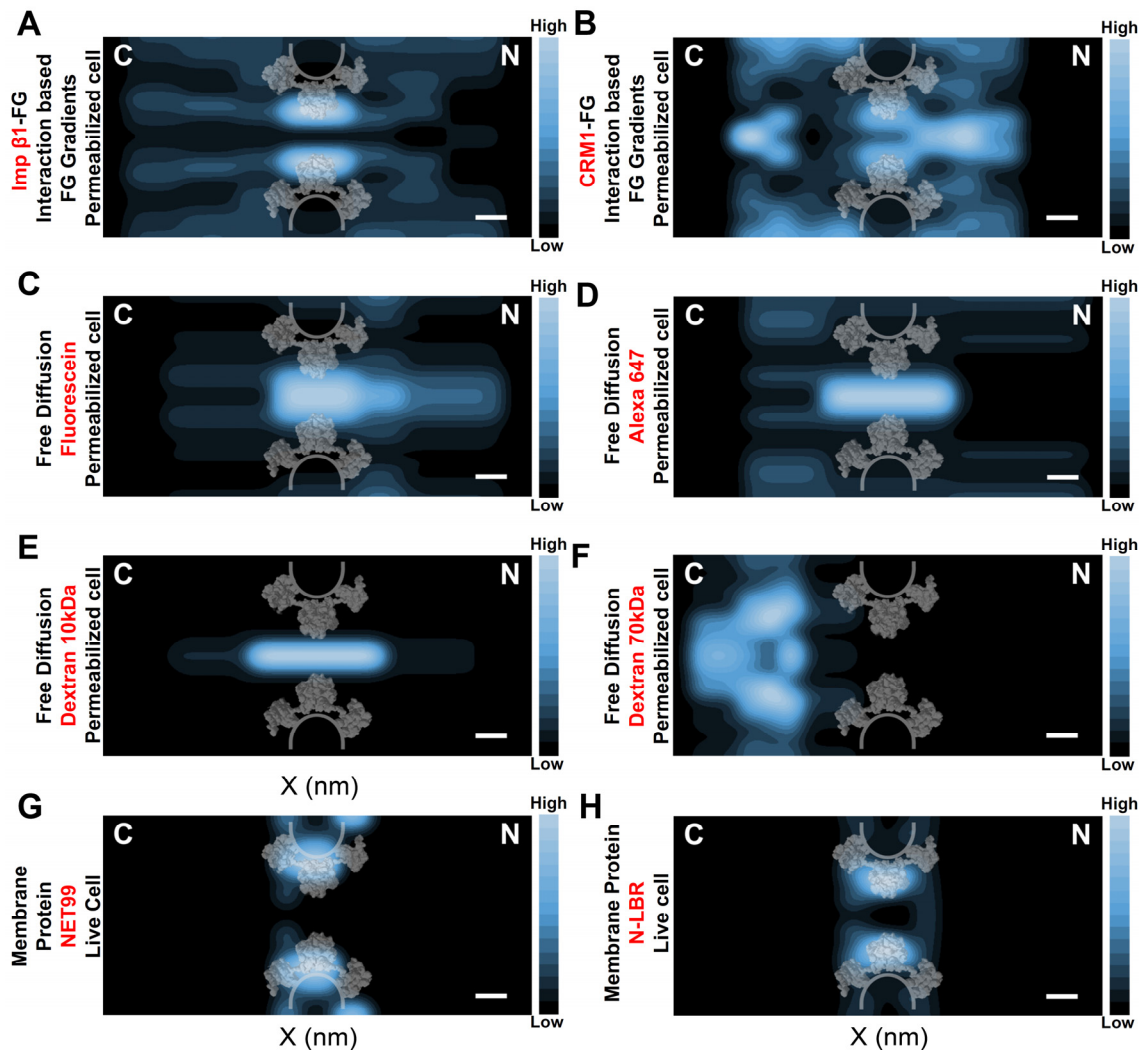 A
Imp β1-FG
Interaction based
FG Gradients
Permeabilized cell
C
N
High
Low
B
CRM1-FG
Interaction based
FG Gradients
Permeabilized cell
C
N
High
Low
C
Free Diffusion
Fluorescein
Permeabilized cell
C
N
High
Low
D
Free Diffusion
Alexa 647
Permeabilized cell
C
N
High
Low
E
Free Diffusion
Dextran 10kDa
Permeabilized cell
C
N
High
Low
X (nm)
F
Free Diffusion
Dextran 70kDa
Permeabilized cell
C
N
High
Low
G
Membrane
Protein
NET99
Live Cell
C
N
High
Low
X (nm)
H
Membrane Protein
N-LBR
Live cell
C
N
High
Low
X (nm)